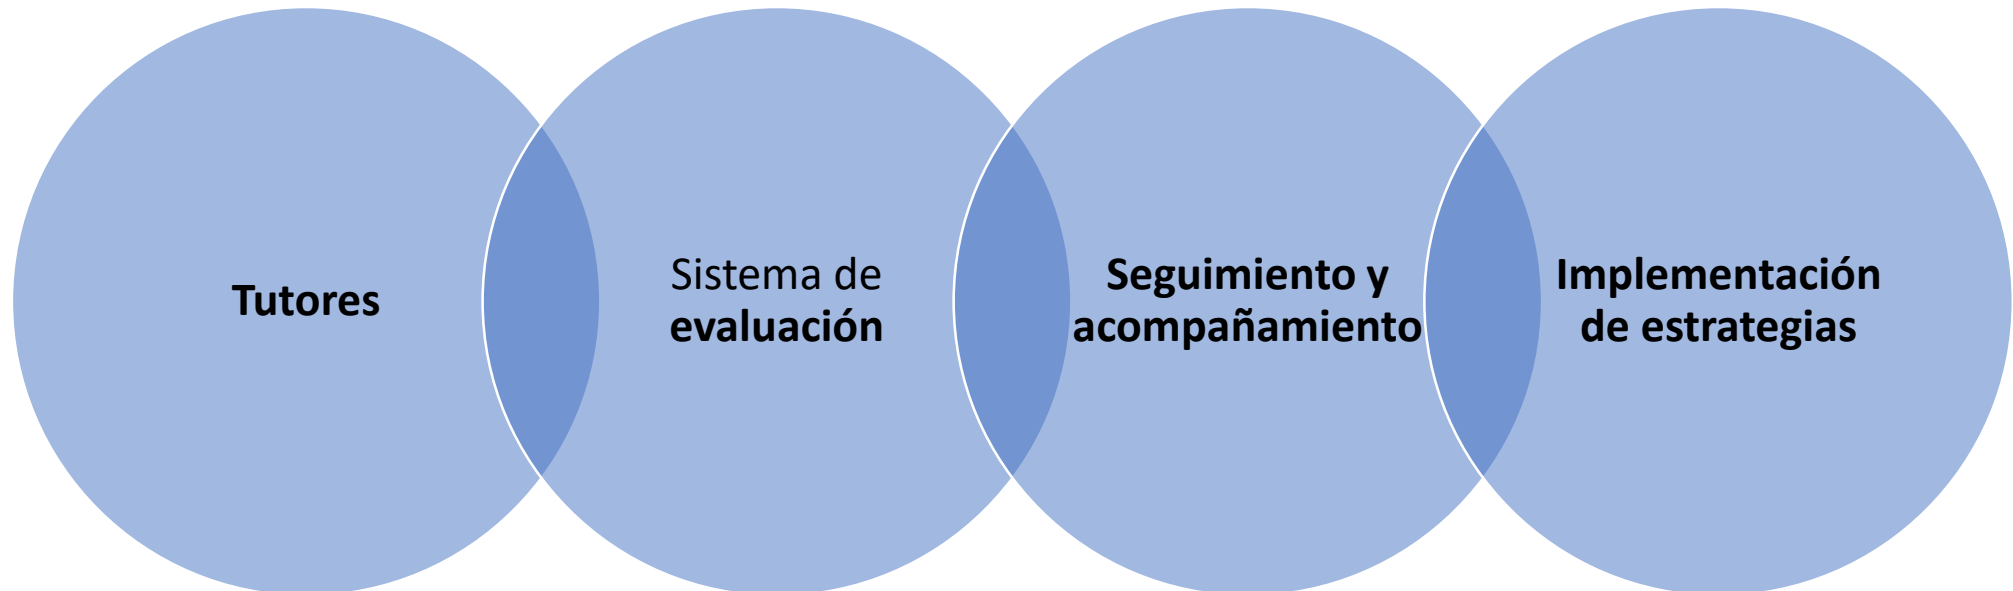 Tutores
Sistema de
evaluación
Seguimiento y
acompañamiento
Implementación
de estrategias